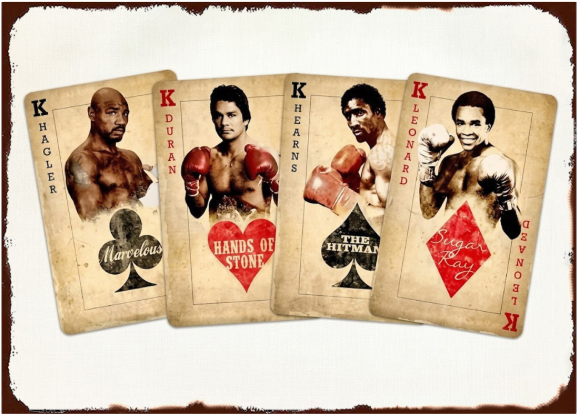 K
HAGLER
Marvelous
K
DURAN
HANDS OF
STONE
K
HEARNS
THE
HITMAN
K
LEONARD
Sugar
Ray
LEONARD
K